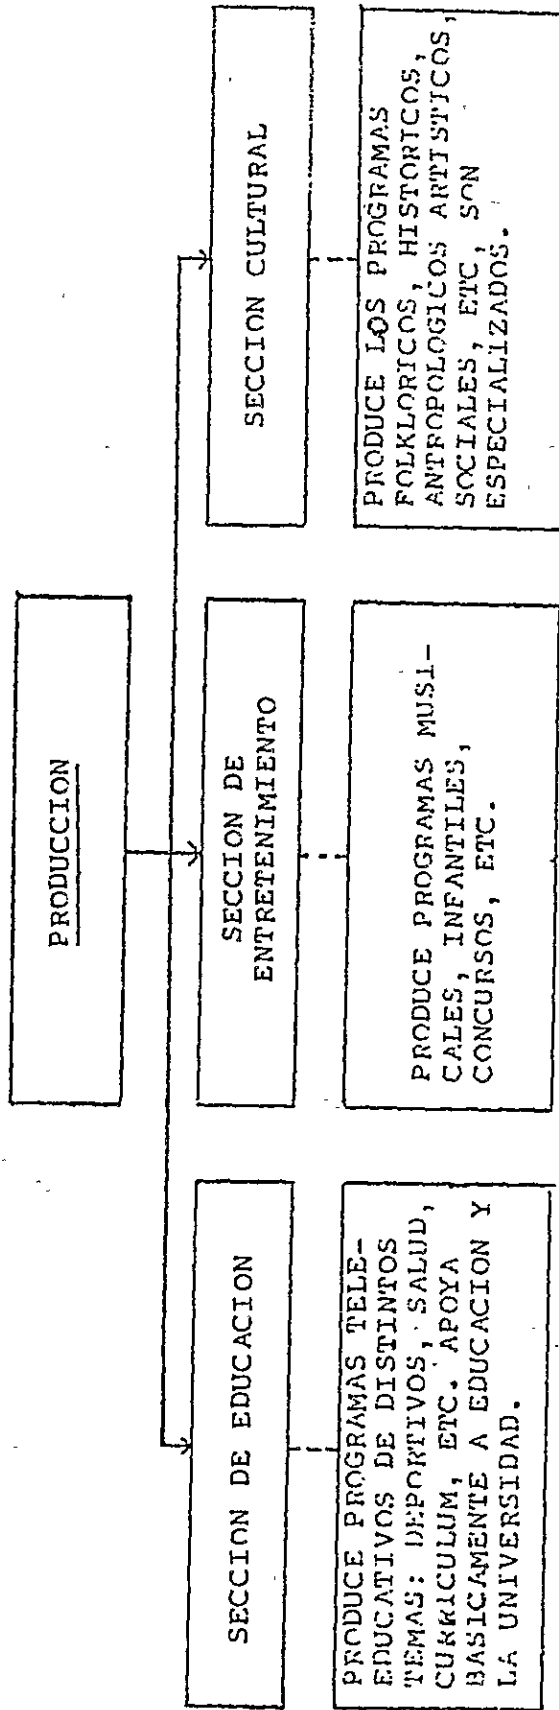 PRODUCCION
SECCION DE EDUCACION
PRODUCE PROGRAMAS TELE-
EDUCATIVOS DE DISTINTOS
TEMAS: DEPORTIVOS, SALUD,
CURRICULUM, ETC. APOYA
BASICAMENTE A EDUCACION Y
LA UNIVERSIDAD.
SECCION DE
ENTRETENIMIENTO
PRODUCE PROGRAMAS MUSI-
CALES, INFANTILES,
CONCURSOS, ETC.
SECCION CULTURAL
PRODUCE LOS PROGRAMAS
FOLKLORICOS, HISTORICOS,
ANTROPOLOGICOS ARTISTICOS,
SOCIALES, ETC, SON
ESPECIALIZADOS.